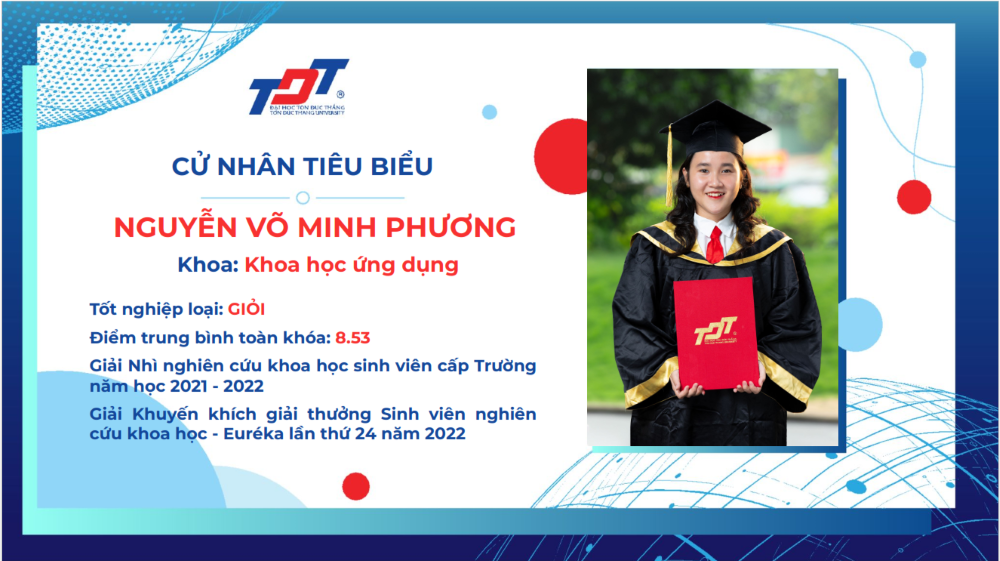 TDT
®
ĐẠI HỌC TÔN ĐỨC THẮNG
TON DUC THANG UNIVERSITY
CỬ NHÂN TIÊU BIỂU
NGUYỄN VÕ MINH PHƯƠNG
Khoa: Khoa học ứng dụng
Tốt nghiệp loại: GIỎI
Điểm trung bình toàn khóa: 8.53
Giải Nhì nghiên cứu khoa học sinh viên cấp Trường
năm học 2021 - 2022
Giải Khuyến khích giải thưởng Sinh viên nghiên
cứu khoa học - Euréka lần thứ 24 năm 2022
TDT